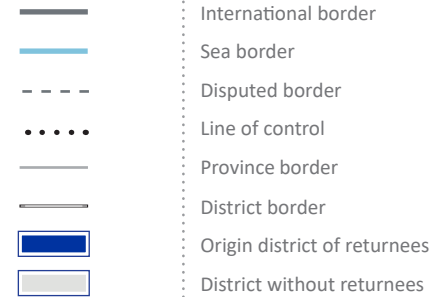 International border
Sea border
Disputed border
Line of control
Province border
District border
Origin district of returnees
District without returnees